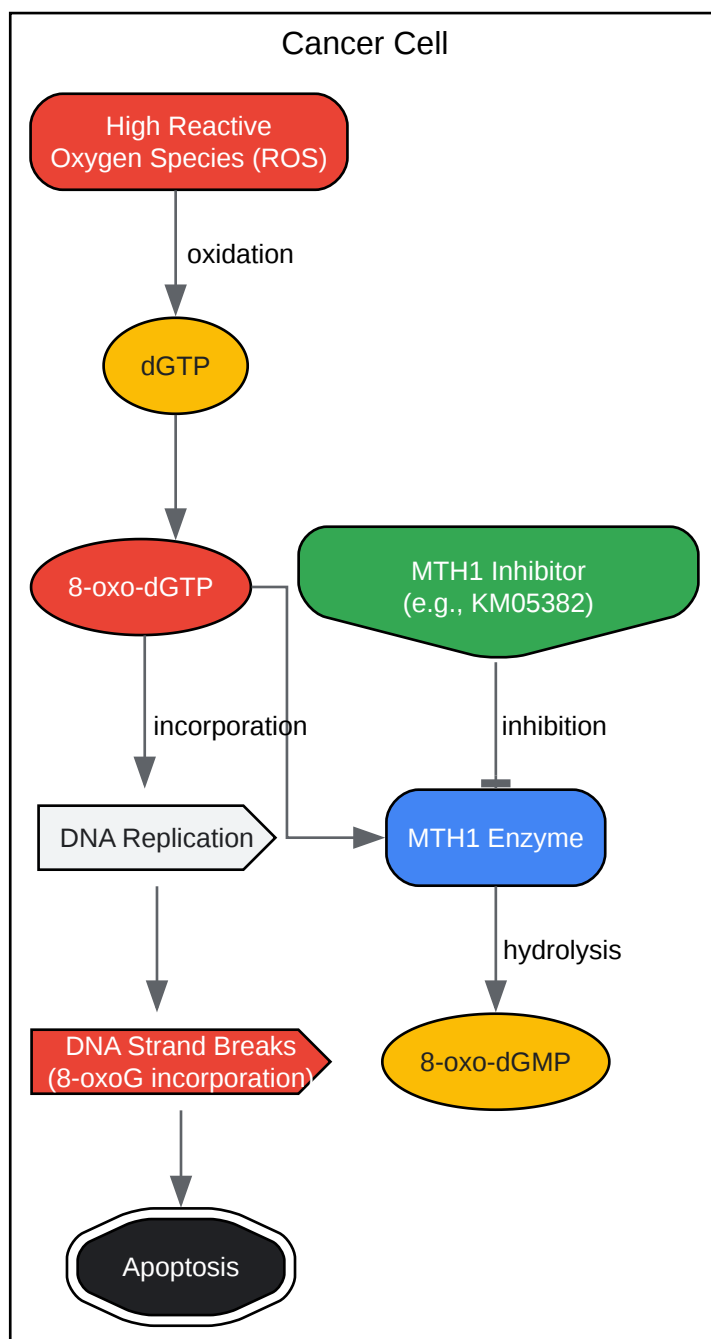 Cancer Cell
High Reactive
Oxygen Species (ROS)
oxidation
dGTP
8-oxo-dGTP
MTH1 Inhibitor
(e.g., KM05382)
incorporation
inhibition
DNA Replication
MTH1 Enzyme
hydrolysis
DNA Strand Breaks
(8-oxoG incorporation)
8-oxo-dGMP
Apoptosis